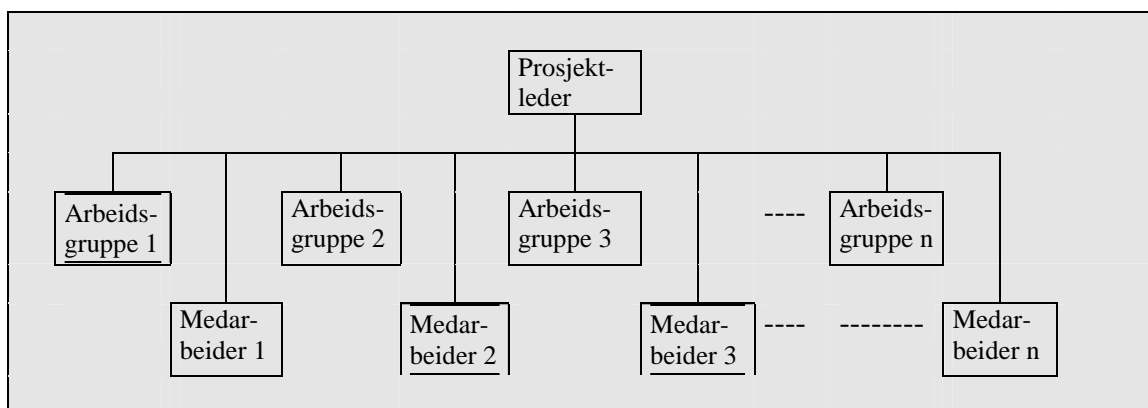 Prosjekt-
leder
Arbeids-
gruppe 1
Arbeids-
gruppe 2
Arbeids-
gruppe 3
----
Arbeids-
gruppe n
Medar-
beider 1
Medar-
beider 2
Medar-
beider 3
---- --------
Medar-
beider n